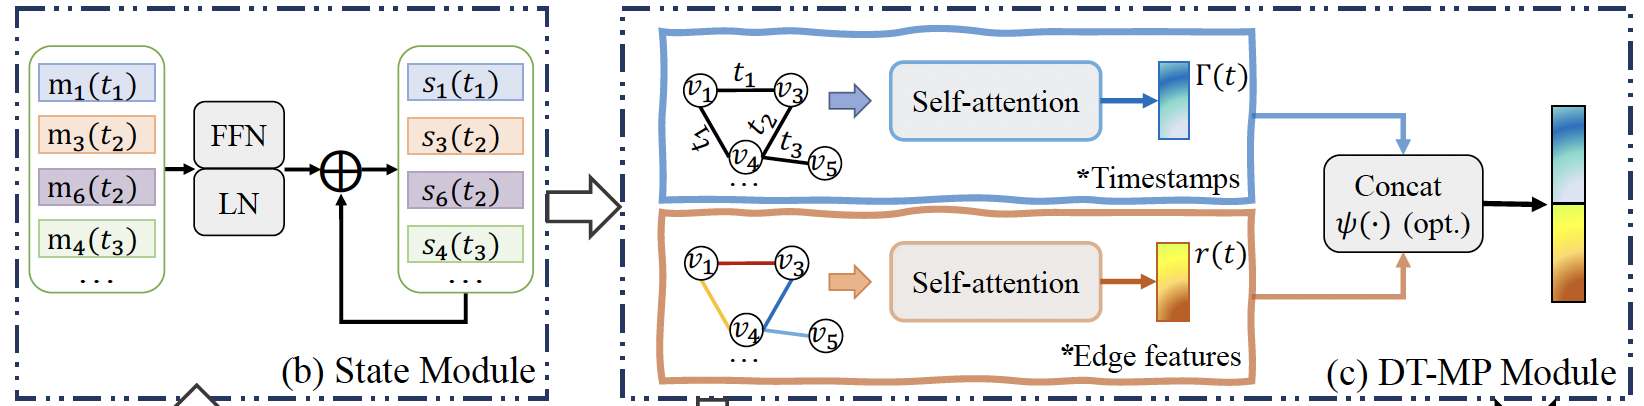 m₁(t₁)
m₃(t₂)
m₆(t₂)
m₄(t₃)
...
FFN
LN
s₁(t₁)
s₃(t₂)
s₆(t₂)
s₄(t₃)
...
(b) State Module
v₁
t₁
v₃
t₁
t₂
v₄
t₃
v₅
...
Self-attention
Γ(t)
*Timestamps
v₁
v₃
v₄
v₅
...
Self-attention
r(t)
*Edge features
Concat
ψ(·) (opt.)
(c) DT-MP Module